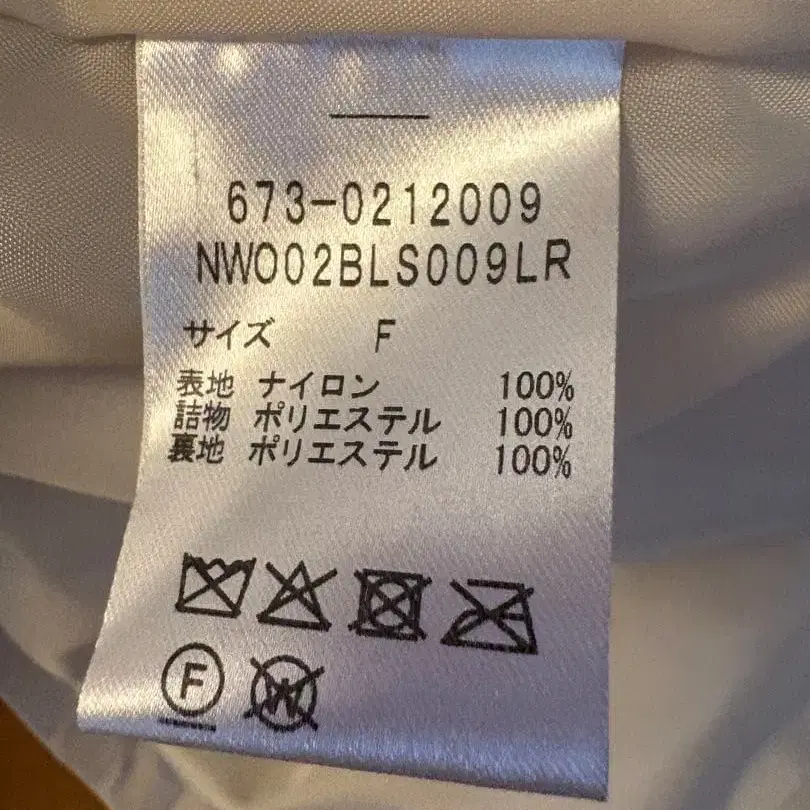 673-0212009
NW002BLS009LR
サイズ F
表地 ナイロン 100%
詰物 ポリエステル 100%
裏地 ポリエステル 100%
F W